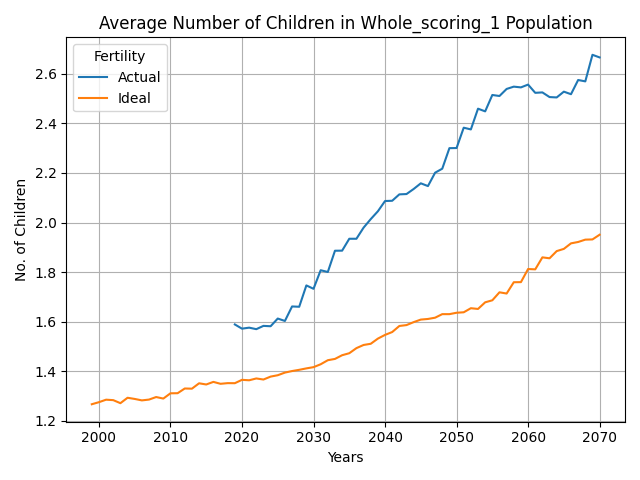 Average Number of Children in Whole_scoring_1 Population
Fertility
Actual
Ideal
No. of Children
2.6
2.4
2.2
2.0
1.8
1.6
1.4
1.2
2000 2010 2020 2030 2040 2050 2060 2070
Years